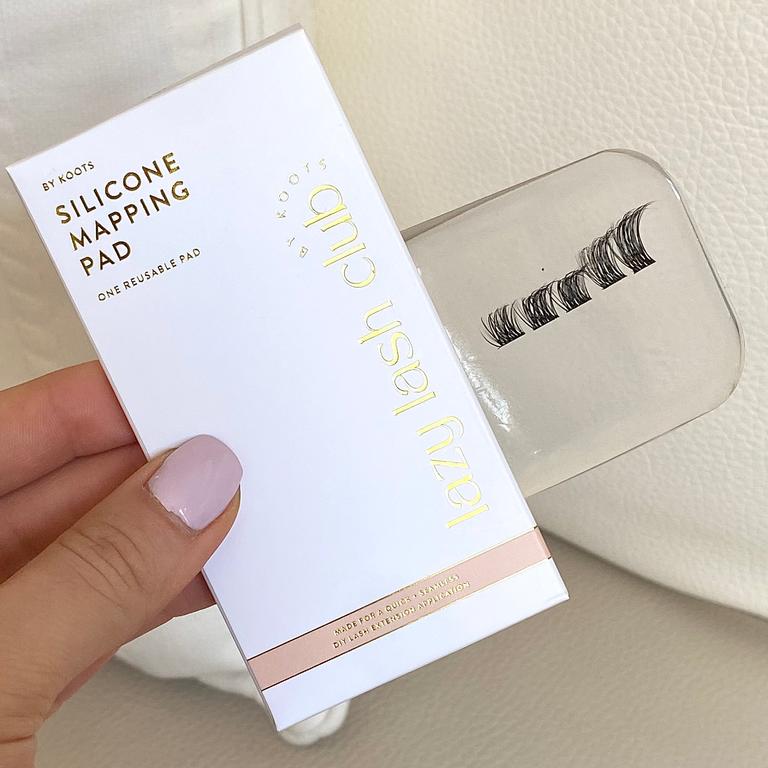 BY KOOTS
SILICONE
MAPPING
PAD
ONE REUSABLE PAD
BY KOOTS
lazy lash club
MADE FOR A QUICK + SEAMLESS
DIY LASH EXTENSION APPLICATION